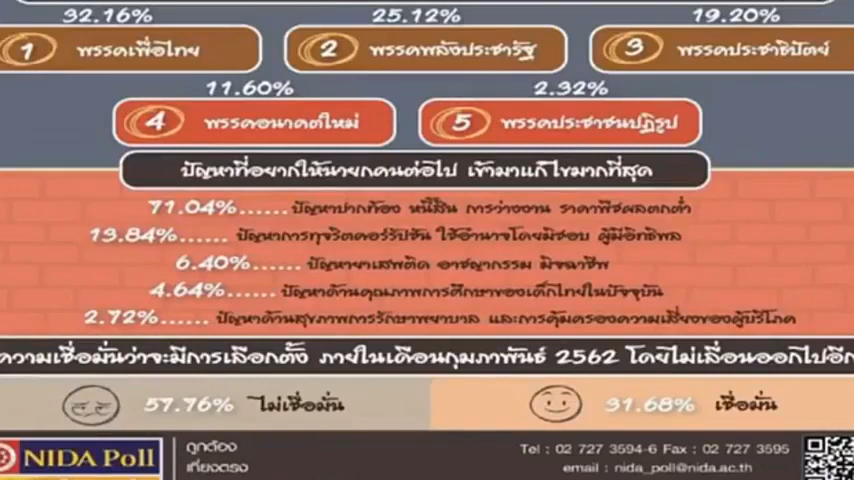 32.16% 25.12% 19.20%
1 พรรคเพื่อไทย 2 พรรคพลังประชารัฐ 3 พรรคประชาธิปัตย์
11.60% 2.32%
4 พรรคอนาคตใหม่ 5 พรรคประชาชนปฏิรูป
ปัญหาที่อยากให้นายกคนต่อไป เข้ามาแก้ไขมากที่สุด
71.04%......ปัญหาปากท้อง หนี้สิน การว่างงาน ราคาพืชผลตกต่ำ
13.84%...... ปัญหาการทุจริตคอร์รัปชัน ใช้อำนาจโดยมิชอบ ผู้มีอิทธิพล
6.40%...... ปัญหายาเสพติด อาชญากรรม มิจฉาชีพ
4.64%...... ปัญหาด้านคุณภาพการศึกษาของเด็กไทยในปัจจุบัน
2.72%...... ปัญหาด้านสุขภาพการรักษาพยาบาล และการคุ้มครองความเสี่ยงของผู้บริโภค
ความเชื่อมั่นว่าจะมีการเลือกตั้ง ภายในเดือนกุมภาพันธ์ 2562 โดยไม่เลื่อนออกไปอีก
57.76% ไม่เชื่อมั่น 31.68% เชื่อมั่น
NIDA Poll
ถูกต้อง
เที่ยงตรง
Tel : 02 727 3594-6 Fax : 02 727 3595
email : nida_poll@nida.ac.th